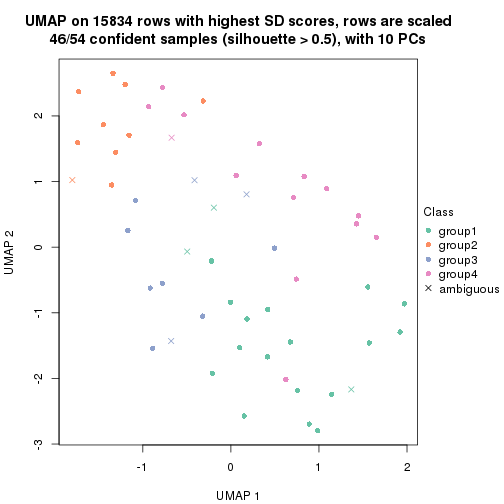 UMAP on 15834 rows with highest SD scores, rows are scaled
46/54 confident samples (silhouette > 0.5), with 10 PCs
UMAP 2
2
1
0
-1
-2
-3
-1
0
1
2
UMAP 1
Class
group1
group2
group3
group4
ambiguous